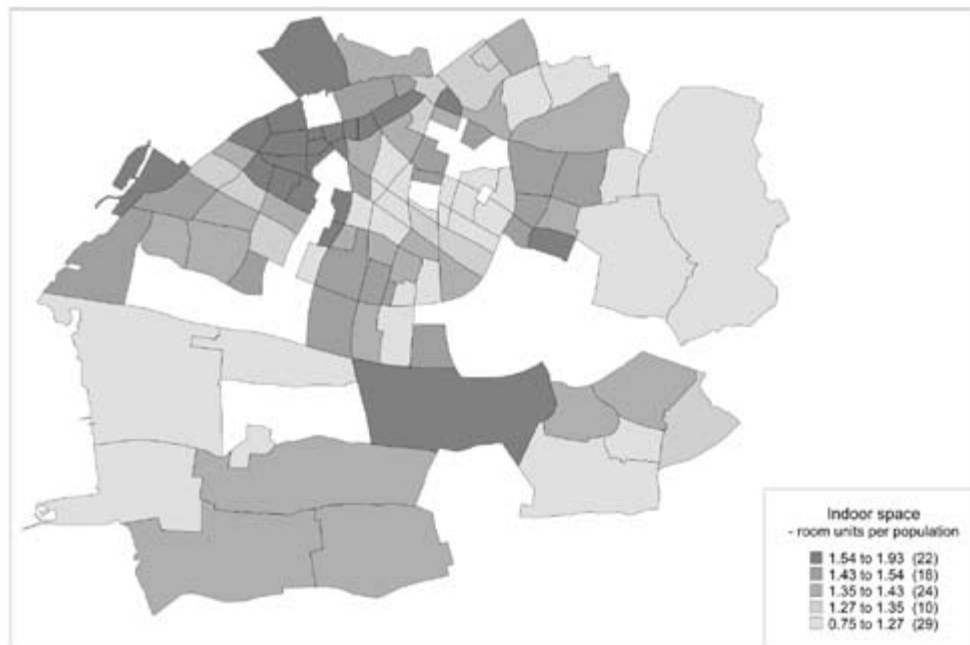 Indoor space
- room units per population
1.54 to 1.93 (22)
1.43 to 1.54 (18)
1.35 to 1.43 (24)
1.27 to 1.35 (10)
0.75 to 1.27 (29)